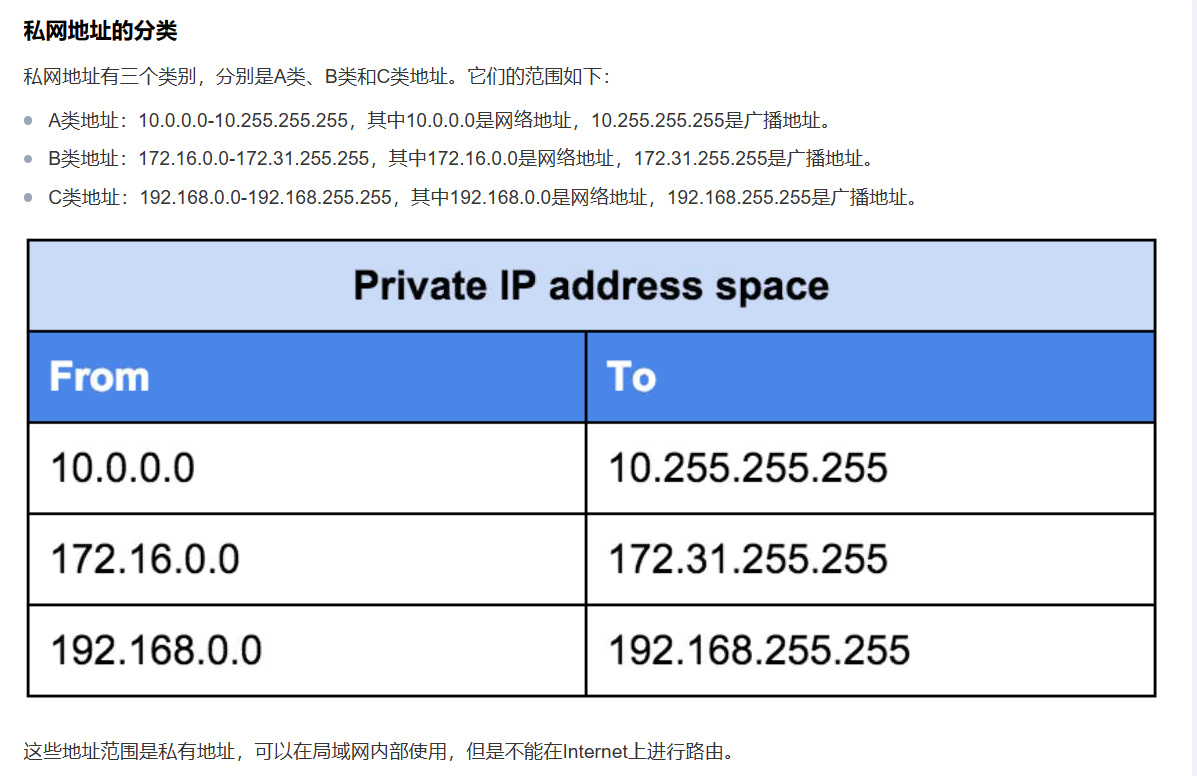 私网地址的分类
私网地址有三个类别，分别是A类、B类和C类地址。它们的范围如下：
A类地址：10.0.0.0-10.255.255.255，其中10.0.0.0是网络地址，10.255.255.255是广播地址。
B类地址：172.16.0.0-172.31.255.255，其中172.16.0.0是网络地址，172.31.255.255是广播地址。
C类地址：192.168.0.0-192.168.255.255，其中192.168.0.0是网络地址，192.168.255.255是广播地址。
Private IP address space
From To
10.0.0.0 10.255.255.255
172.16.0.0 172.31.255.255
192.168.0.0 192.168.255.255
这些地址范围是私有地址，可以在局域网内部使用，但是不能在Internet上进行路由。